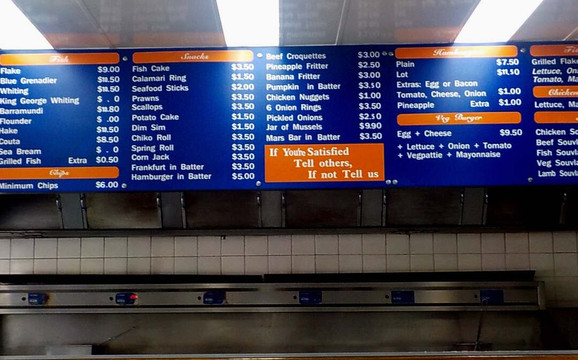 Fish
Flake $9.00
Blue Grenadier $11.50
Whiting $11.50
King George Whiting $ . 0
Barramundi $11.80
Flounder $ . 00
Hake $11.50
Couta $8.50
Sea Bream $ . 0
Grilled Fish Extra $0.50
Chips
Minimum Chips $6.00
Snacks
Fish Cake $3.50
Calamari Ring $1.50
Seafood Sticks $2.00
Prawns $3.50
Scallops $3.50
Potato Cake $1.50
Dim Sim $1.50
Chiko Roll $3.50
Spring Roll $3.50
Corn Jack $3.50
Frankfurt in Batter $3.50
Hamburger in Batter $5.00
Beef Croquettes $3.00
Pineapple Fritter $2.50
Banana Fritter $3.00
Pumpkin in Batter $3.10
Chicken Nuggets $1.00
6 Onion Rings $3.50
Pickled Onions
Jar of Mussels $9.90
Mars Bar in Batter $3.50
If You're Satisfied
Tell others,
If not Tell us
Hamburgers
Plain $7.50
Lot $11.10
Extras: Egg or Bacon
Tomato, Cheese, Onion $1.00
Pineapple Extra $1.00
Veg Burger
Egg + Cheese $9.50
+ Lettuce + Onion + Tomato
+ Vegpattie + Mayonnaise
Grilled Flake
Lettuce, On
Tomato,
Chicken
Lettuce, M
Chicken S
Beef Souv
Fish Souvl
Veg Souvl
Lamb Souv